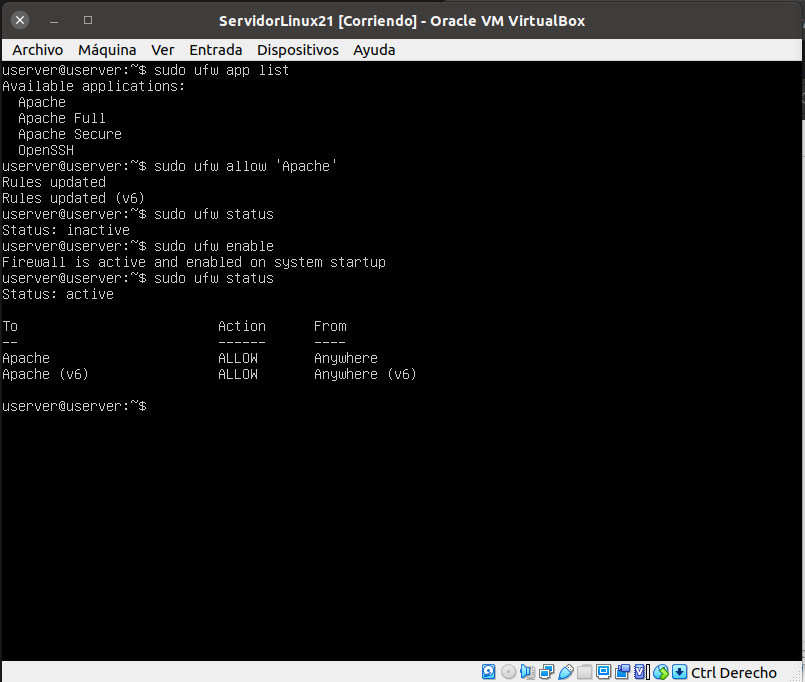 ServidorLinux21 [Corriendo] - Oracle VM VirtualBox
Archivo Máquina Ver Entrada Dispositivos Ayuda
userver@userver:~$ sudo ufw app list
Available applications:
  Apache
  Apache Full
  Apache Secure
  OpenSSH
userver@userver:~$ sudo ufw allow 'Apache'
Rules updated
Rules updated (v6)
userver@userver:~$ sudo ufw status
Status: inactive
userver@userver:~$ sudo ufw enable
Firewall is active and enabled on system startup
userver@userver:~$ sudo ufw status
Status: active
To                         Action      From
--                         ------      ----
Apache                     ALLOW       Anywhere
Apache (v6)                ALLOW       Anywhere (v6)
userver@userver:~$
Ctrl Derecho